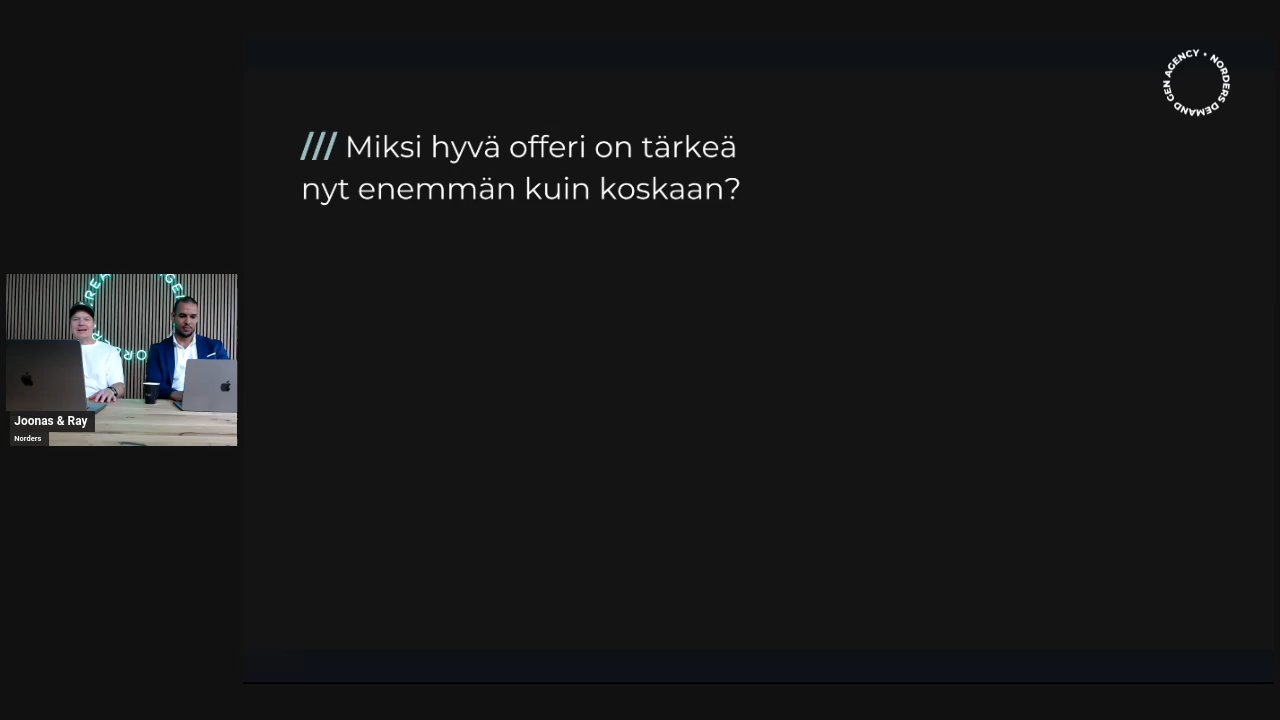 NORDERS DEMAND GEN AGENCY •
/// Miksi hyvä offeri on tärkeä
nyt enemmän kuin koskaan?
Joonas & Ray
Norders